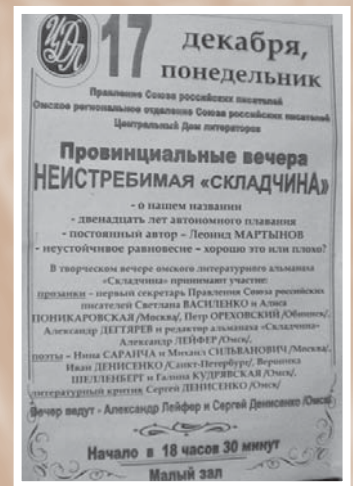 ЦДЛ
17 декабря,
понедельник
Правление Союза российских писателей
Омское региональное отделение Союза российских писателей
Центральный Дом литераторов
Провинциальные вечера
НЕИСТРЕБИМАЯ «СКЛАДЧИНА»
- о нашем названии
- двенадцать лет автономного плавания
- постоянный автор – Леонид МАРТЫНОВ
- неустойчивое равновесие – хорошо это или плохо?
В творческом вечере омского литературного альманаха
«Складчина» принимают участие:
прозаики – первый секретарь Правления Союза российских
писателей Светлана ВАСИЛЕНКО и Алиса
ПОНИКАРОВСКАЯ /Москва/, Петр ОРЕХОВСКИЙ /Обнинск/,
Александр ДЕГТЯРЕВ и редактор альманаха «Складчина»
Александр ЛЕЙФЕР /Омск/,
поэты – Нина САРАНЧА и Михаил СИЛЬВАНОВИЧ /Москва/,
Иван ДЕНИСЕНКО /Санкт-Петербург/, Вероника
ШЕЛЛЕНБЕРГ и Галина КУДРЯВСКАЯ /Омск/,
литературный критик Сергей ДЕНИСЕНКО /Омск/.
Вечер ведут - Александр Лейфер и Сергей Денисенко /Омск/
Начало в 18 часов 30 минут
Малый зал